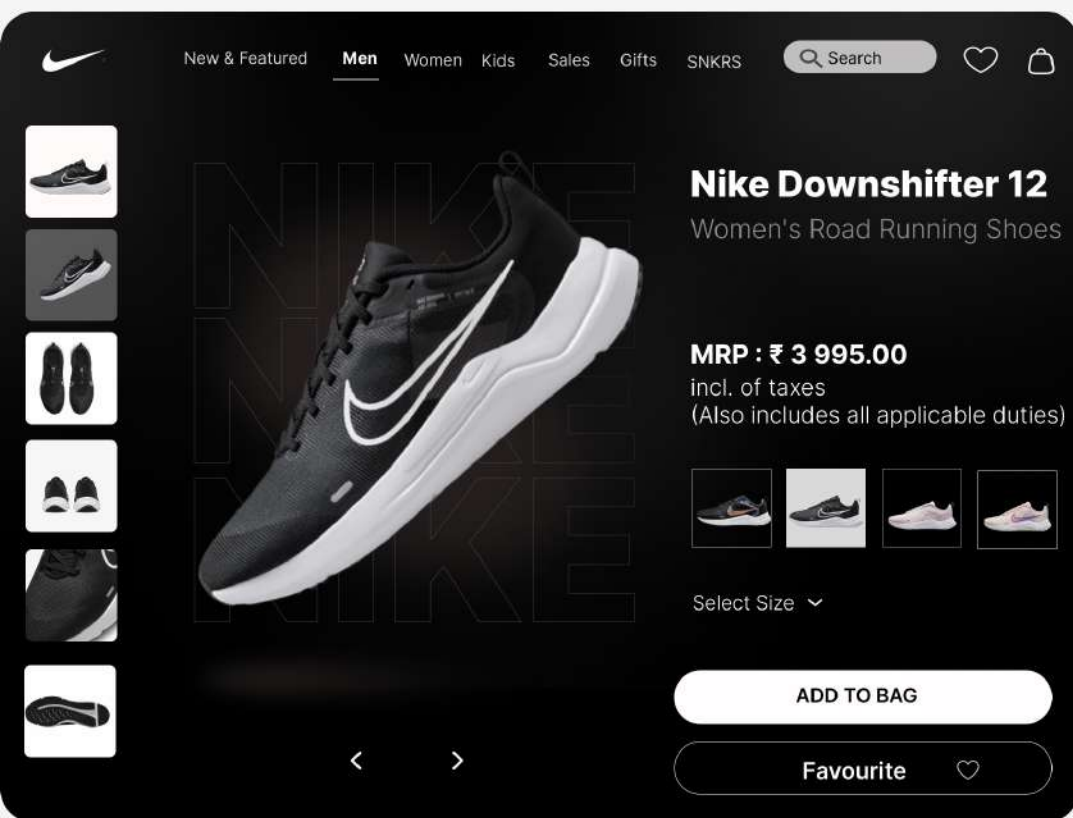 New & Featured Men Women Kids Sales Gifts SNKRS Search
NIKE
NIKE
NIKE
Nike Downshifter 12
Women's Road Running Shoes
MRP : ₹ 3 995.00
incl. of taxes
(Also includes all applicable duties)
Select Size
ADD TO BAG
Favourite